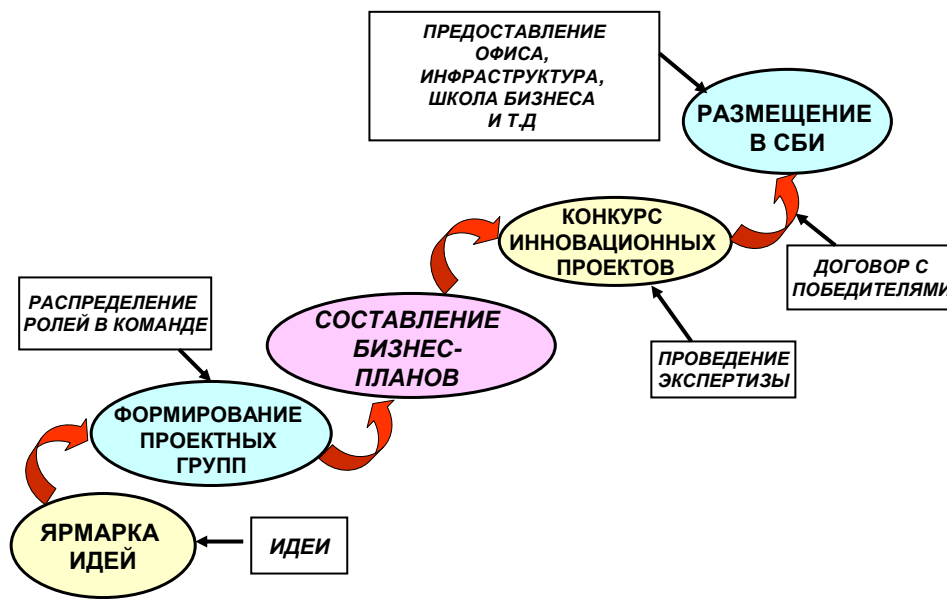 ПРЕДОСТАВЛЕНИЕ
ОФИСА,
ИНФРАСТРУКТУРА,
ШКОЛА БИЗНЕСА
И Т.Д
РАЗМЕЩЕНИЕ
В СБИ
КОНКУРС
ИННОВАЦИОННЫХ
ПРОЕКТОВ
ДОГОВОР С
ПОБЕДИТЕЛЯМИ
РАСПРЕДЕЛЕНИЕ
РОЛЕЙ В КОМАНДЕ
СОСТАВЛЕНИЕ
БИЗНЕС-
ПЛАНОВ
ПРОВЕДЕНИЕ
ЭКСПЕРТИЗЫ
ФОРМИРОВАНИЕ
ПРОЕКТНЫХ
ГРУПП
ЯРМАРКА
ИДЕЙ
ИДЕИ